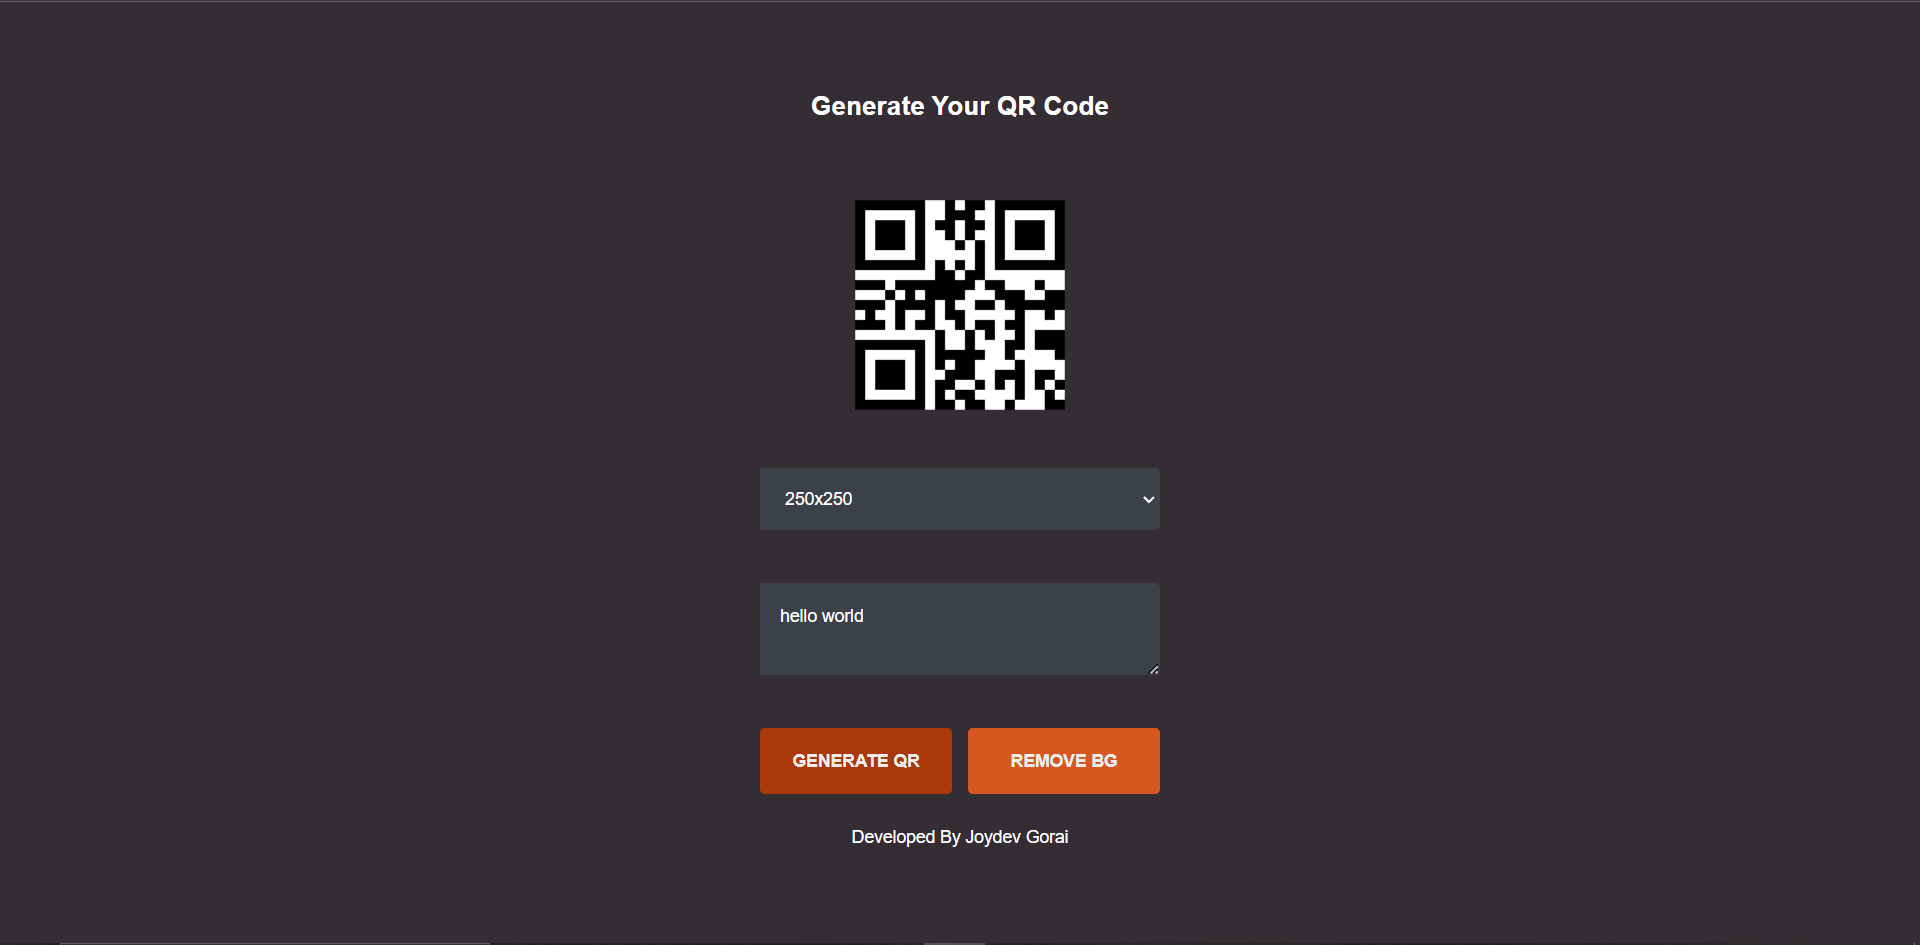 Generate Your QR Code
250x250
hello world
GENERATE QR
REMOVE BG
Developed By Joydev Gorai